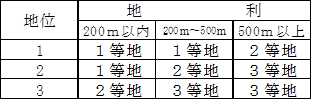 地位 地 利
200m以内 200m~500m 500m以上
1 1等地 1等地 2等地
2 1等地 2等地 3等地
3 2等地 3等地 3等地